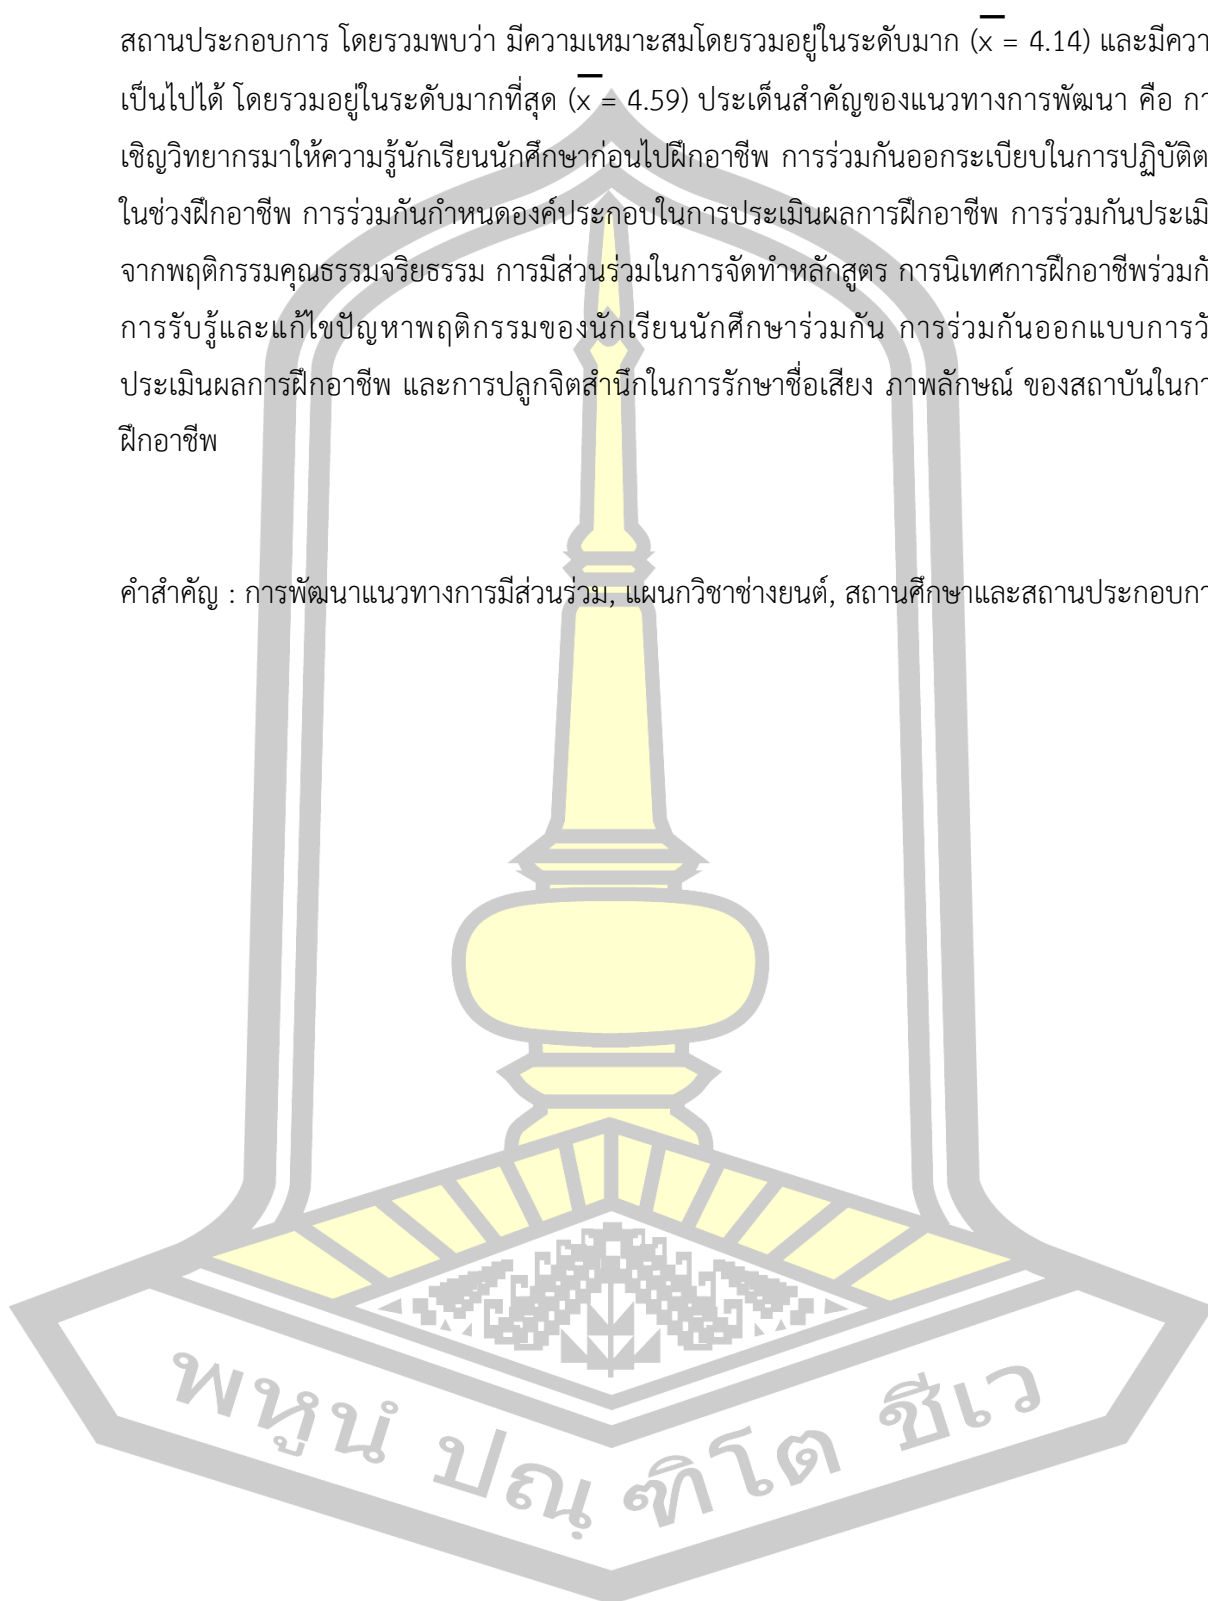 สถานประกอบการ โดยรวมพบว่า มีความเหมาะสมโดยรวมอยู่ในระดับมาก (x̅ = 4.14) และมีควา
เป็นไปได้ โดยรวมอยู่ในระดับมากที่สุด (x̅ = 4.59) ประเด็นสำคัญของแนวทางการพัฒนา คือ กา
เชิญวิทยากรมาให้ความรู้นักเรียนนักศึกษาก่อนไปฝึกอาชีพ การร่วมกันออกระเบียบในการปฏิบัติต
ในช่วงฝึกอาชีพ การร่วมกันกำหนดองค์ประกอบในการประเมินผลการฝึกอาชีพ การร่วมกันประเมิ
จากพฤติกรรมคุณธรรมจริยธรรม การมีส่วนร่วมในการจัดทำหลักสูตร การนิเทศการฝึกอาชีพร่วมกั
การรับรู้และแก้ไขปัญหาพฤติกรรมของนักเรียนนักศึกษาร่วมกัน การร่วมกันออกแบบการวั
ประเมินผลการฝึกอาชีพ และการปลูกจิตสำนึกในการรักษาชื่อเสียง ภาพลักษณ์ ของสถาบันในกา
ฝึกอาชีพ
คำสำคัญ : การพัฒนาแนวทางการมีส่วนร่วม, แผนกวิชาช่างยนต์, สถานศึกษาและสถานประกอบกา
พหูนํ ปณฺฑิโต ชีเว